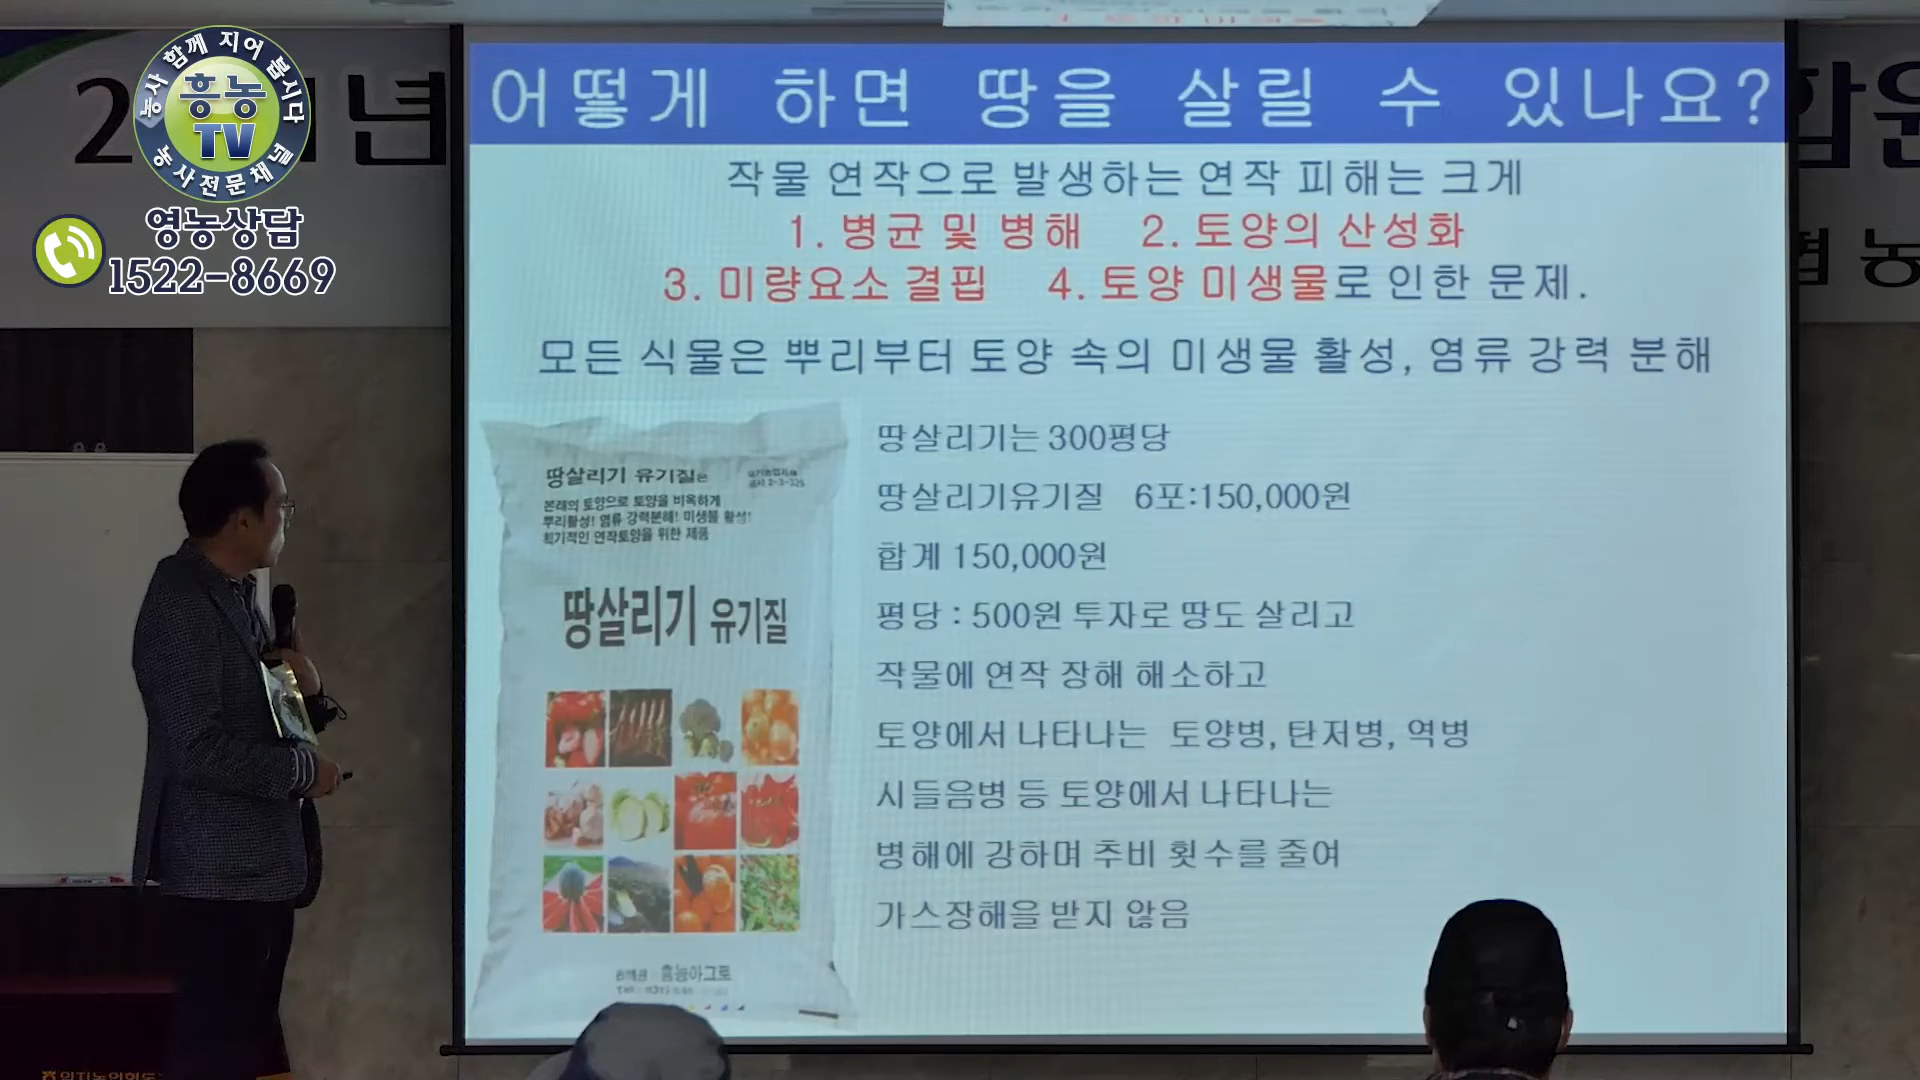 농사 함께 지어 봅시다
흥농
TV
농사전문채널
영농상담
1522-8669
년
어떻게 하면 땅을 살릴 수 있나요?
작물 연작으로 발생하는 연작 피해는 크게
1. 병균 및 병해 2. 토양의 산성화
3. 미량요소 결핍 4. 토양 미생물로 인한 문제.
모든 식물은 뿌리부터 토양 속의 미생물 활성, 염류 강력 분해
땅살리기 유기질은
본래의 토양으로 토양을 비옥하게
뿌리활성! 염류 강력분해! 미생물 활성!
획기적인 연작토양을 위한 제품
땅살리기 유기질
흥농아그로
땅살리기는 300평당
땅살리기유기질 6포:150,000원
합계 150,000원
평당 : 500원 투자로 땅도 살리고
작물에 연작 장해 해소하고
토양에서 나타나는 토양병, 탄저병, 역병
시들음병 등 토양에서 나타나는
병해에 강하며 추비 횟수를 줄여
가스장해을 받지 않음